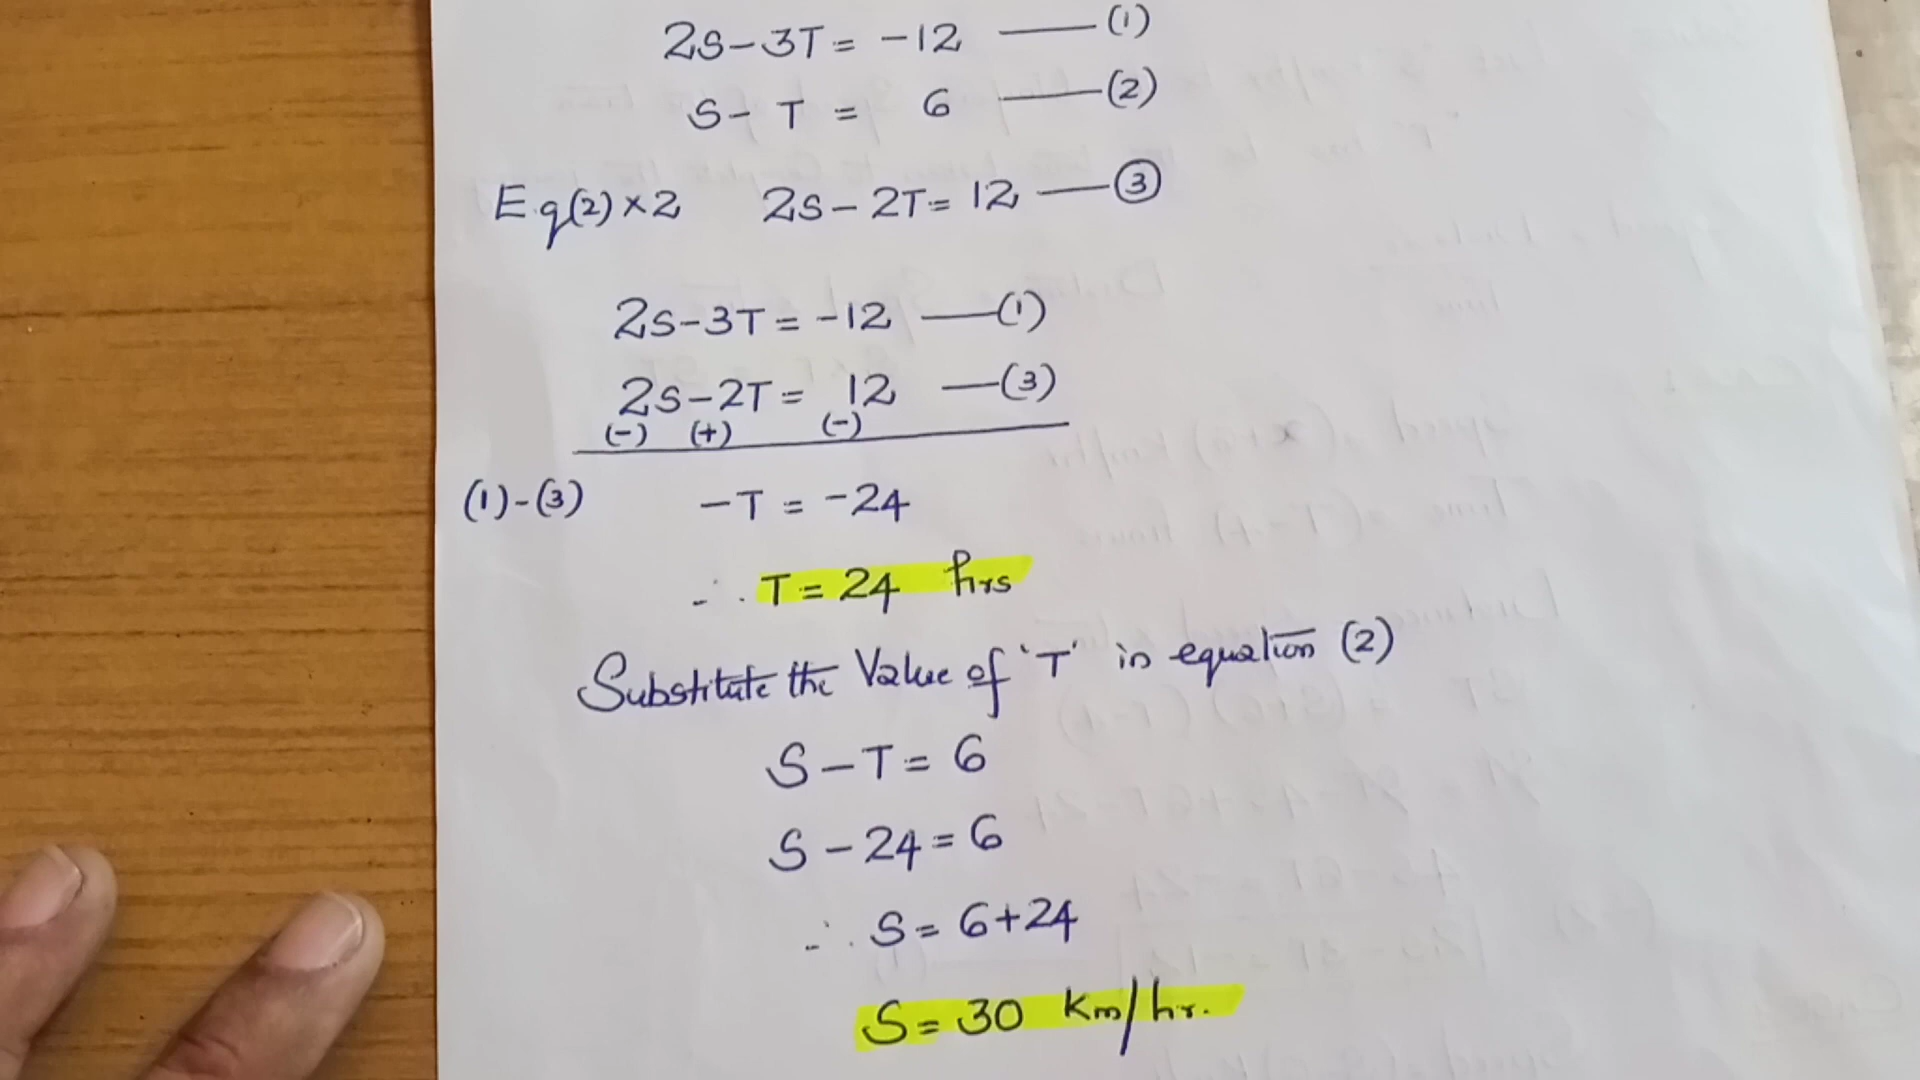 2S-3T = -12 —— (1)
S- T = 6 —— (2)
Eq(2)×2 2S- 2T= 12 — ③
2S-3T = -12 —— (1)
2S-2T = 12 — (3)
(-) (+) (-)
(1)-(3) -T = -24
∴ T = 24 hrs
Substitute the Value of 'T' in equation (2)
S-T= 6
S - 24 = 6
∴ S = 6+24
S = 30 Km/hr.